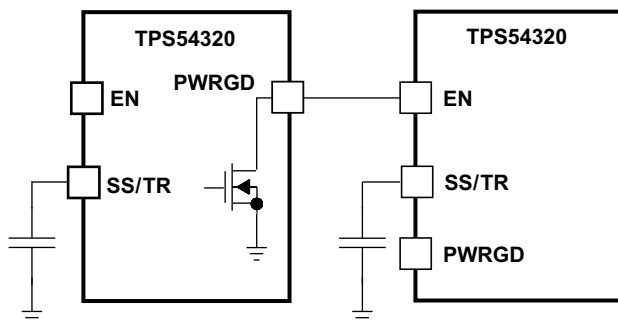 TPS54320
PWRGD
EN
SS/TR
TPS54320
EN
SS/TR
PWRGD